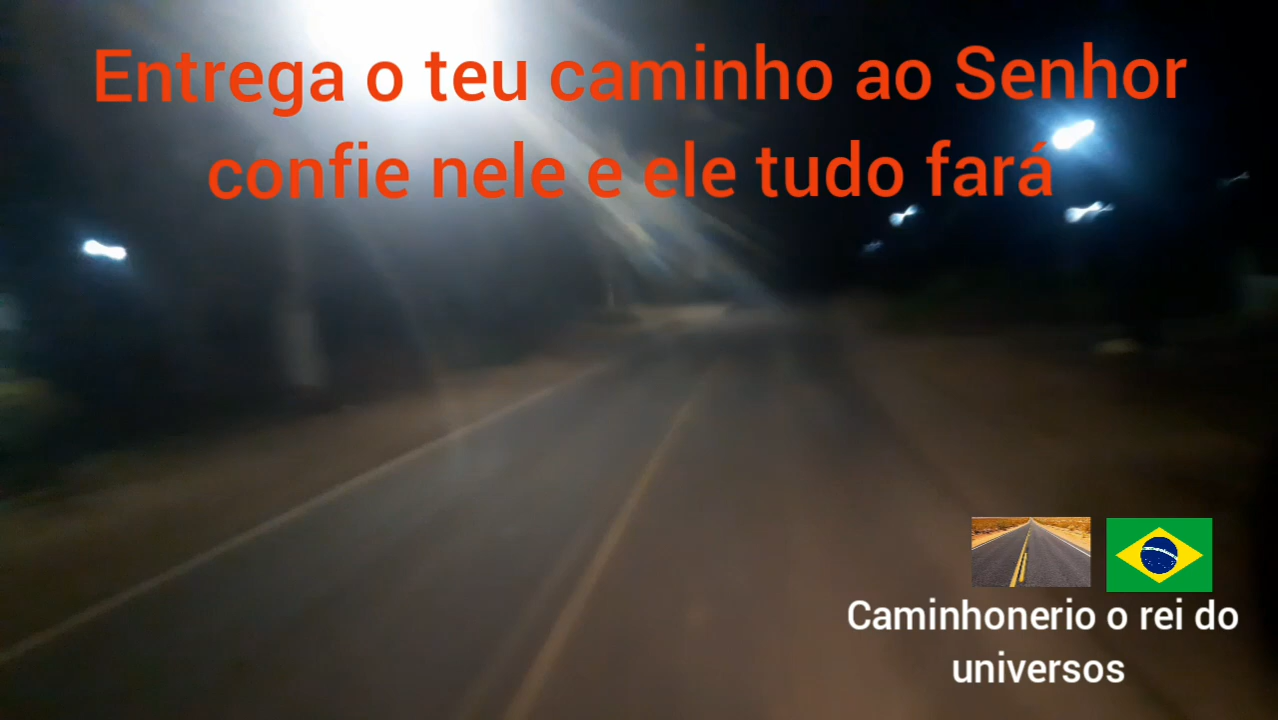 Entrega o teu caminho ao Senhor
confie nele e ele tudo fará
Caminhonerio o rei do
universos